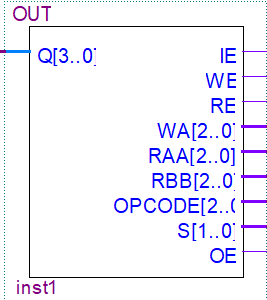 OUT
Q[3..0]
IE
WE
RE
WA[2..0]
RAA[2..0]
RBB[2..0]
OPCODE[2..0
S[1..0]
OE
inst1